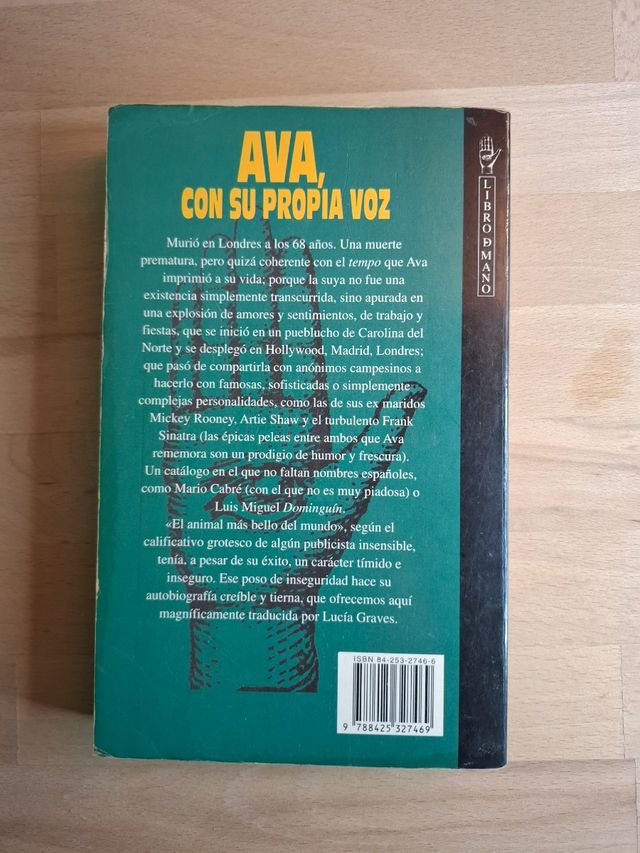 AVA,
CON SU PROPIA VOZ
Murió en Londres a los 68 años. Una muerte
prematura, pero quizá coherente con el tempo que Ava
imprimió a su vida; porque la suya no fue una
existencia simplemente transcurrida, sino apurada en
una explosión de amores y sentimientos, de trabajo y
fiestas, que se inició en un pueblucho de Carolina del
Norte y se desplegó en Hollywood, Madrid, Londres;
que pasó de compartirla con anónimos campesinos a
hacerlo con famosas, sofisticadas o simplemente
complejas personalidades, como las de sus ex maridos
Mickey Rooney, Artie Shaw y el turbulento Frank
Sinatra (las épicas peleas entre ambos que Ava
rememora son un prodigio de humor y frescura).
Un catálogo en el que no faltan nombres españoles,
como Mario Cabré (con el que no es muy piadosa) o
Luis Miguel Dominguín.
«El animal más bello del mundo», según el
calificativo grotesco de algún publicista insensible,
tenía, a pesar de su éxito, un carácter tímido e
inseguro. Ese poso de inseguridad hace su
autobiografía creíble y tierna, que ofrecemos aquí
magníficamente traducida por Lucía Graves.
ISBN 84-253-2746-6
9 788425 327469
LIBRO D MANO